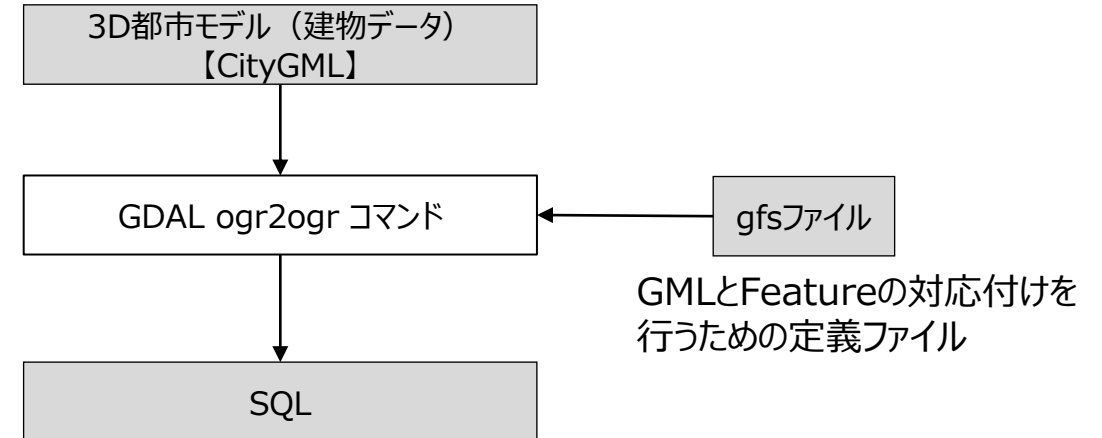 3D都市モデル（建物データ）
【CityGML】
GDAL ogr2ogr コマンド
gfsファイル
GMLとFeatureの対応付けを
行うための定義ファイル
SQL